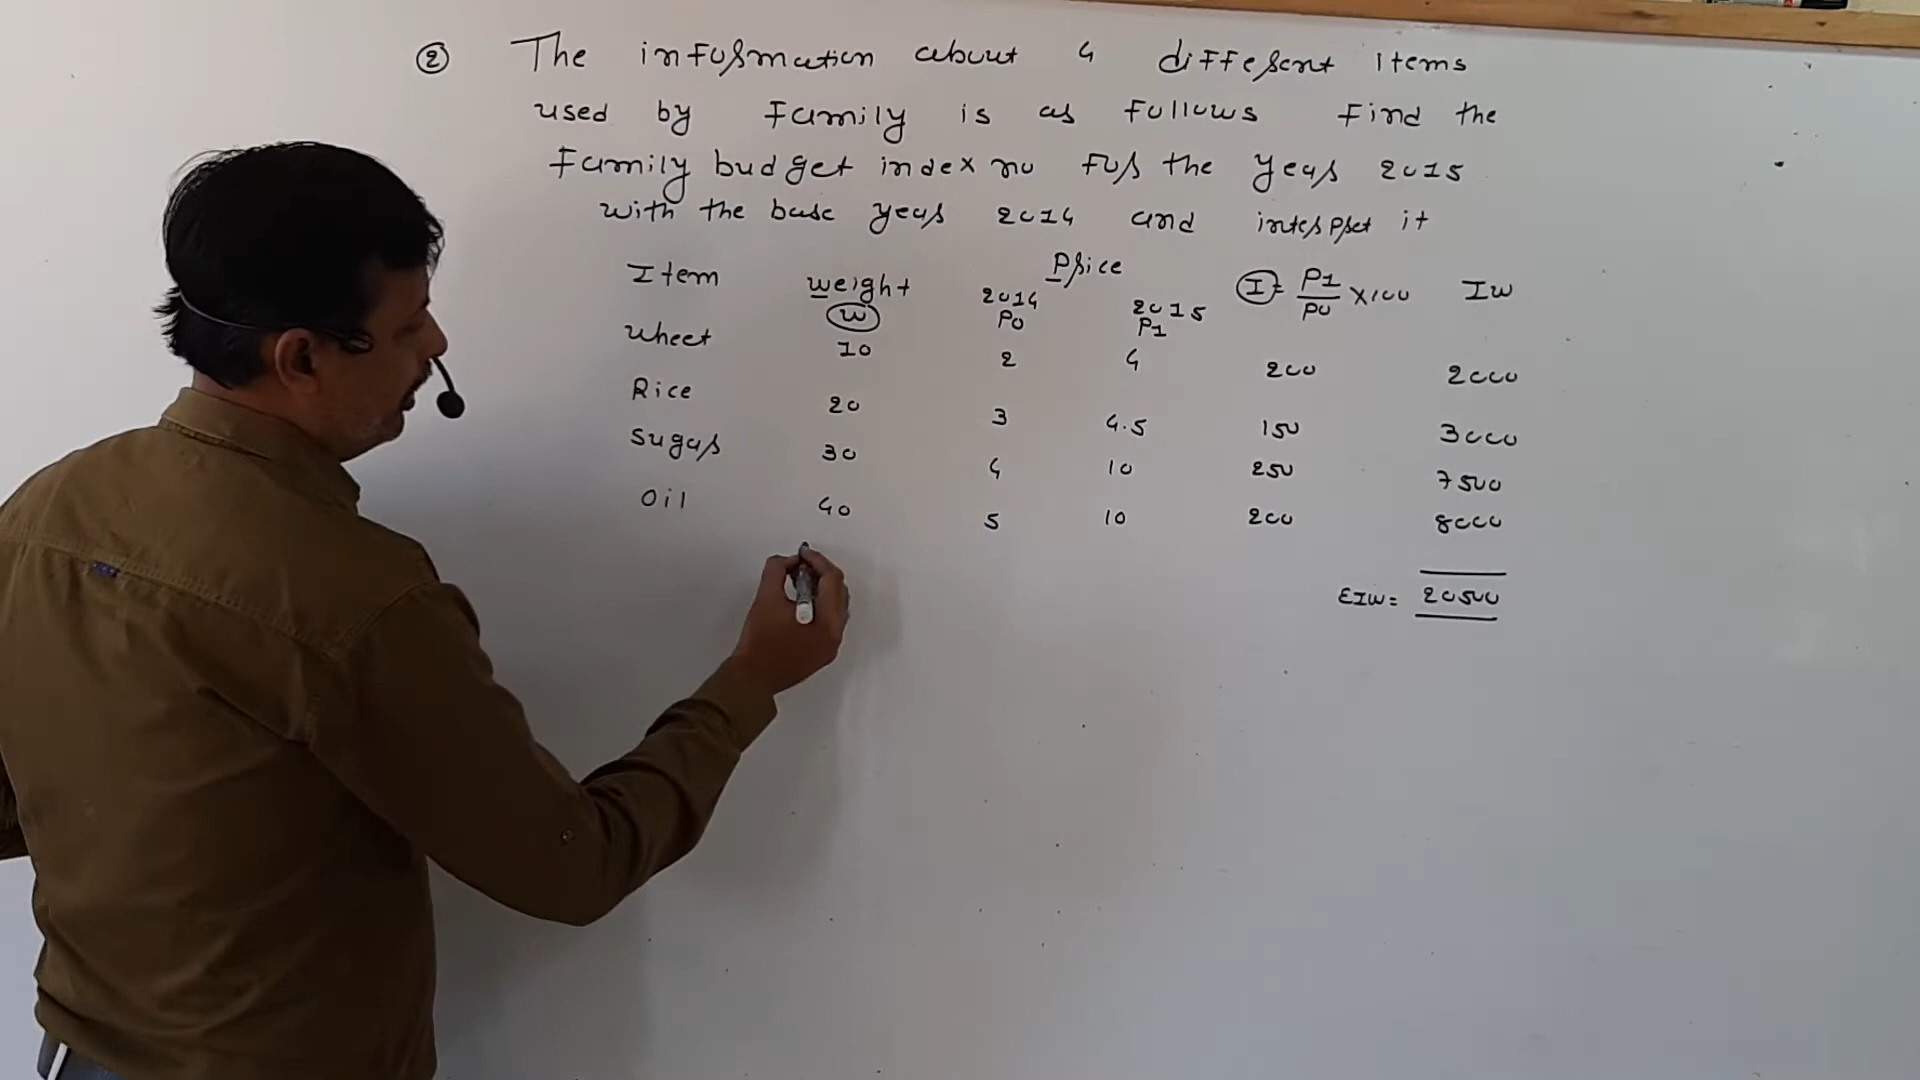 ② The information about 4 different items
used by Family is as Follows Find the
Family budget index no for the year 2015
with the base year 2014 and interpret it
Item weight Price I = P1/P0 X100 IW
w 2014 P0 2015 P1
Wheet 10 2 4 200 2000
Rice 20 3 4.5 150 3000
Sugar 30 4 10 250 7500
Oil 40 5 10 200 8000
ΣIW= 20500